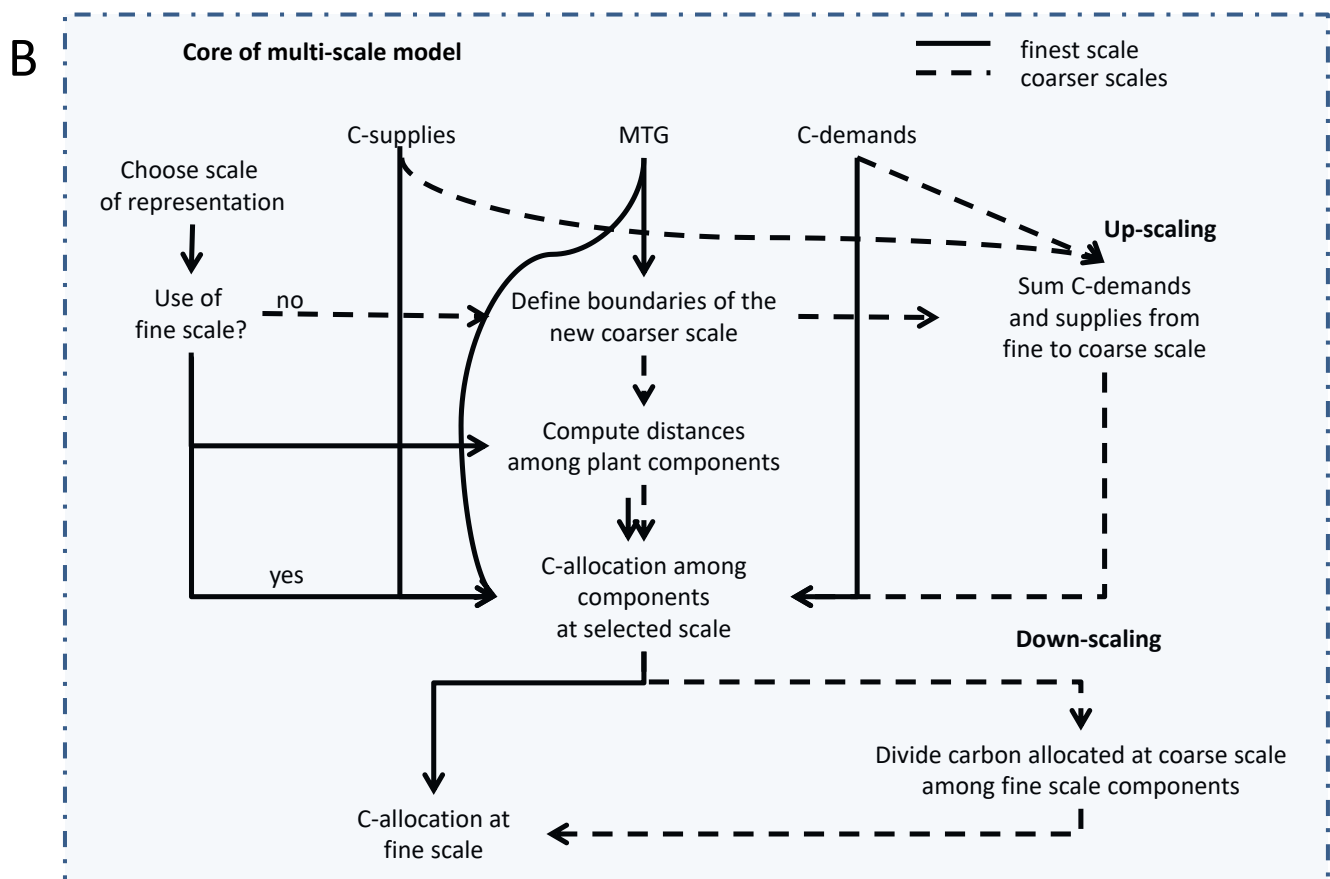 B
Core of multi-scale model
finest scale
coarser scales
C-supplies
MTG
C-demands
Choose scale
of representation
Up-scaling
Use of
fine scale?
no
Define boundaries of the
new coarser scale
Sum C-demands
and supplies from
fine to coarse scale
Compute distances
among plant components
yes
C-allocation among
components
at selected scale
Down-scaling
Divide carbon allocated at coarse scale
among fine scale components
C-allocation at
fine scale